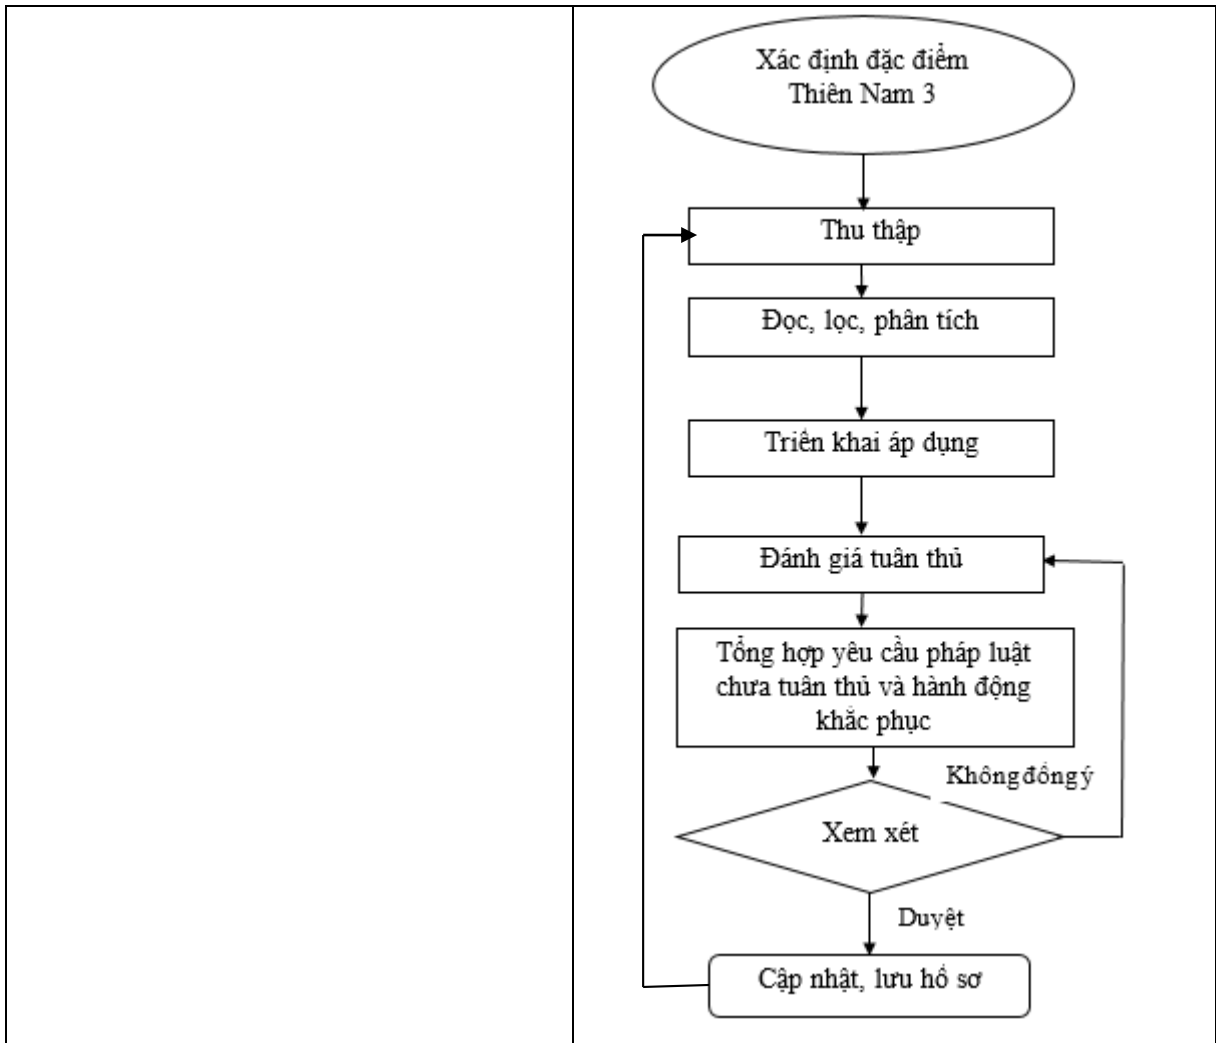 Xác định đặc điểm
Thiên Nam 3
Thu thập
Đọc, lọc, phân tích
Triển khai áp dụng
Đánh giá tuân thủ
Tổng hợp yêu cầu pháp luật
chưa tuân thủ và hành động
khắc phục
Không đồng ý
Xem xét
Duyệt
Cập nhật, lưu hồ sơ